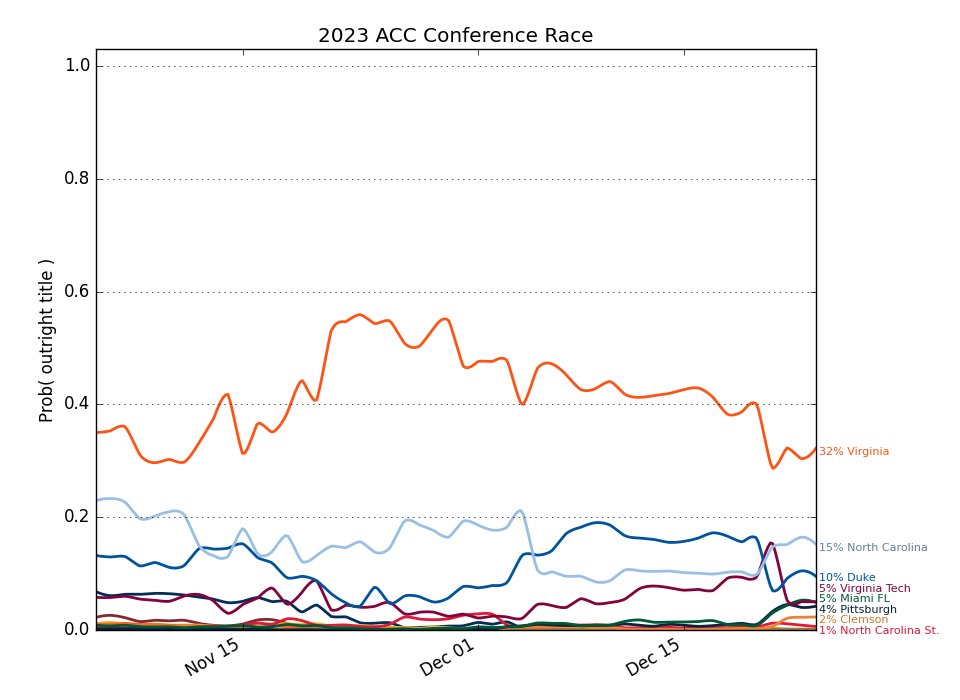 2023 ACC Conference Race
Prob( outright title )
1.0
0.8
0.6
0.4
0.2
0.0
Nov 15
Dec 01
Dec 15
32% Virginia
15% North Carolina
10% Duke
5% Virginia Tech
5% Miami FL
4% Pittsburgh
2% Clemson
1% North Carolina St.